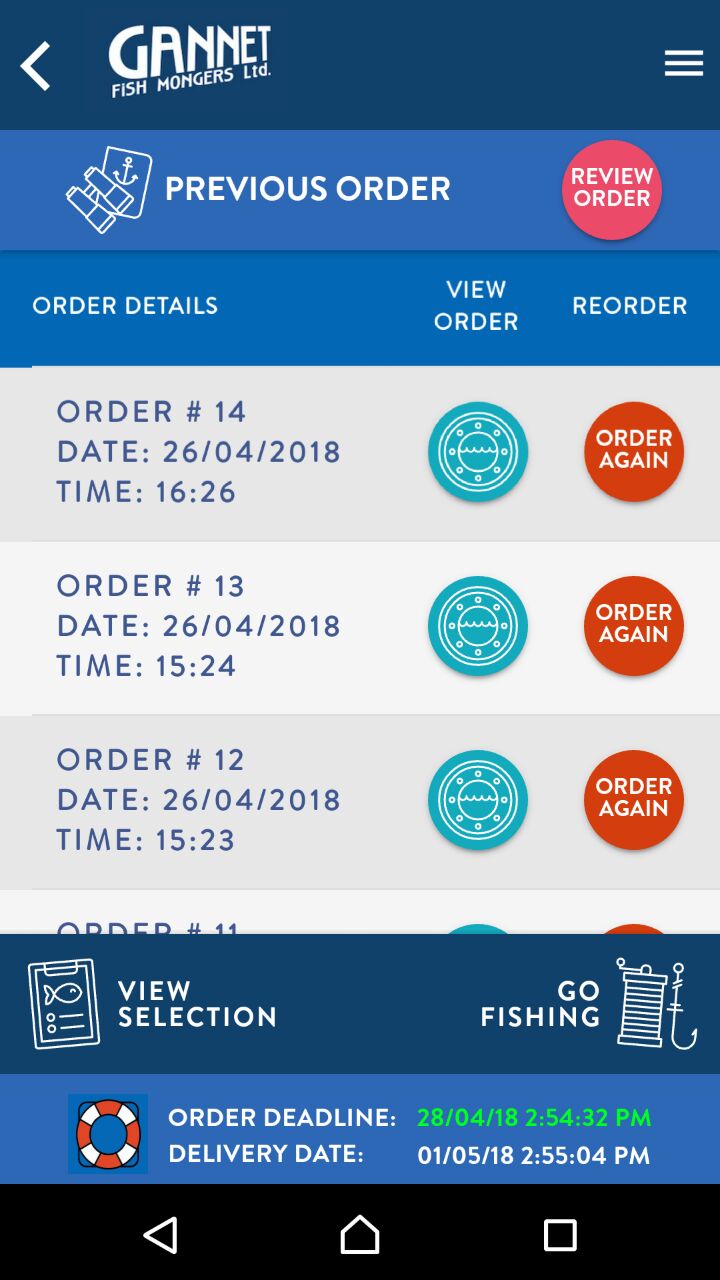 GANNET
FISH MONGERS Ltd.
PREVIOUS ORDER
REVIEW
ORDER
ORDER DETAILS
VIEW
ORDER
REORDER
ORDER # 14
DATE: 26/04/2018
TIME: 16:26
ORDER
AGAIN
ORDER # 13
DATE: 26/04/2018
TIME: 15:24
ORDER
AGAIN
ORDER # 12
DATE: 26/04/2018
TIME: 15:23
ORDER
AGAIN
ORDER # 11
VIEW
SELECTION
GO
FISHING
ORDER DEADLINE: 28/04/18 2:54:32 PM
DELIVERY DATE: 01/05/18 2:55:04 PM